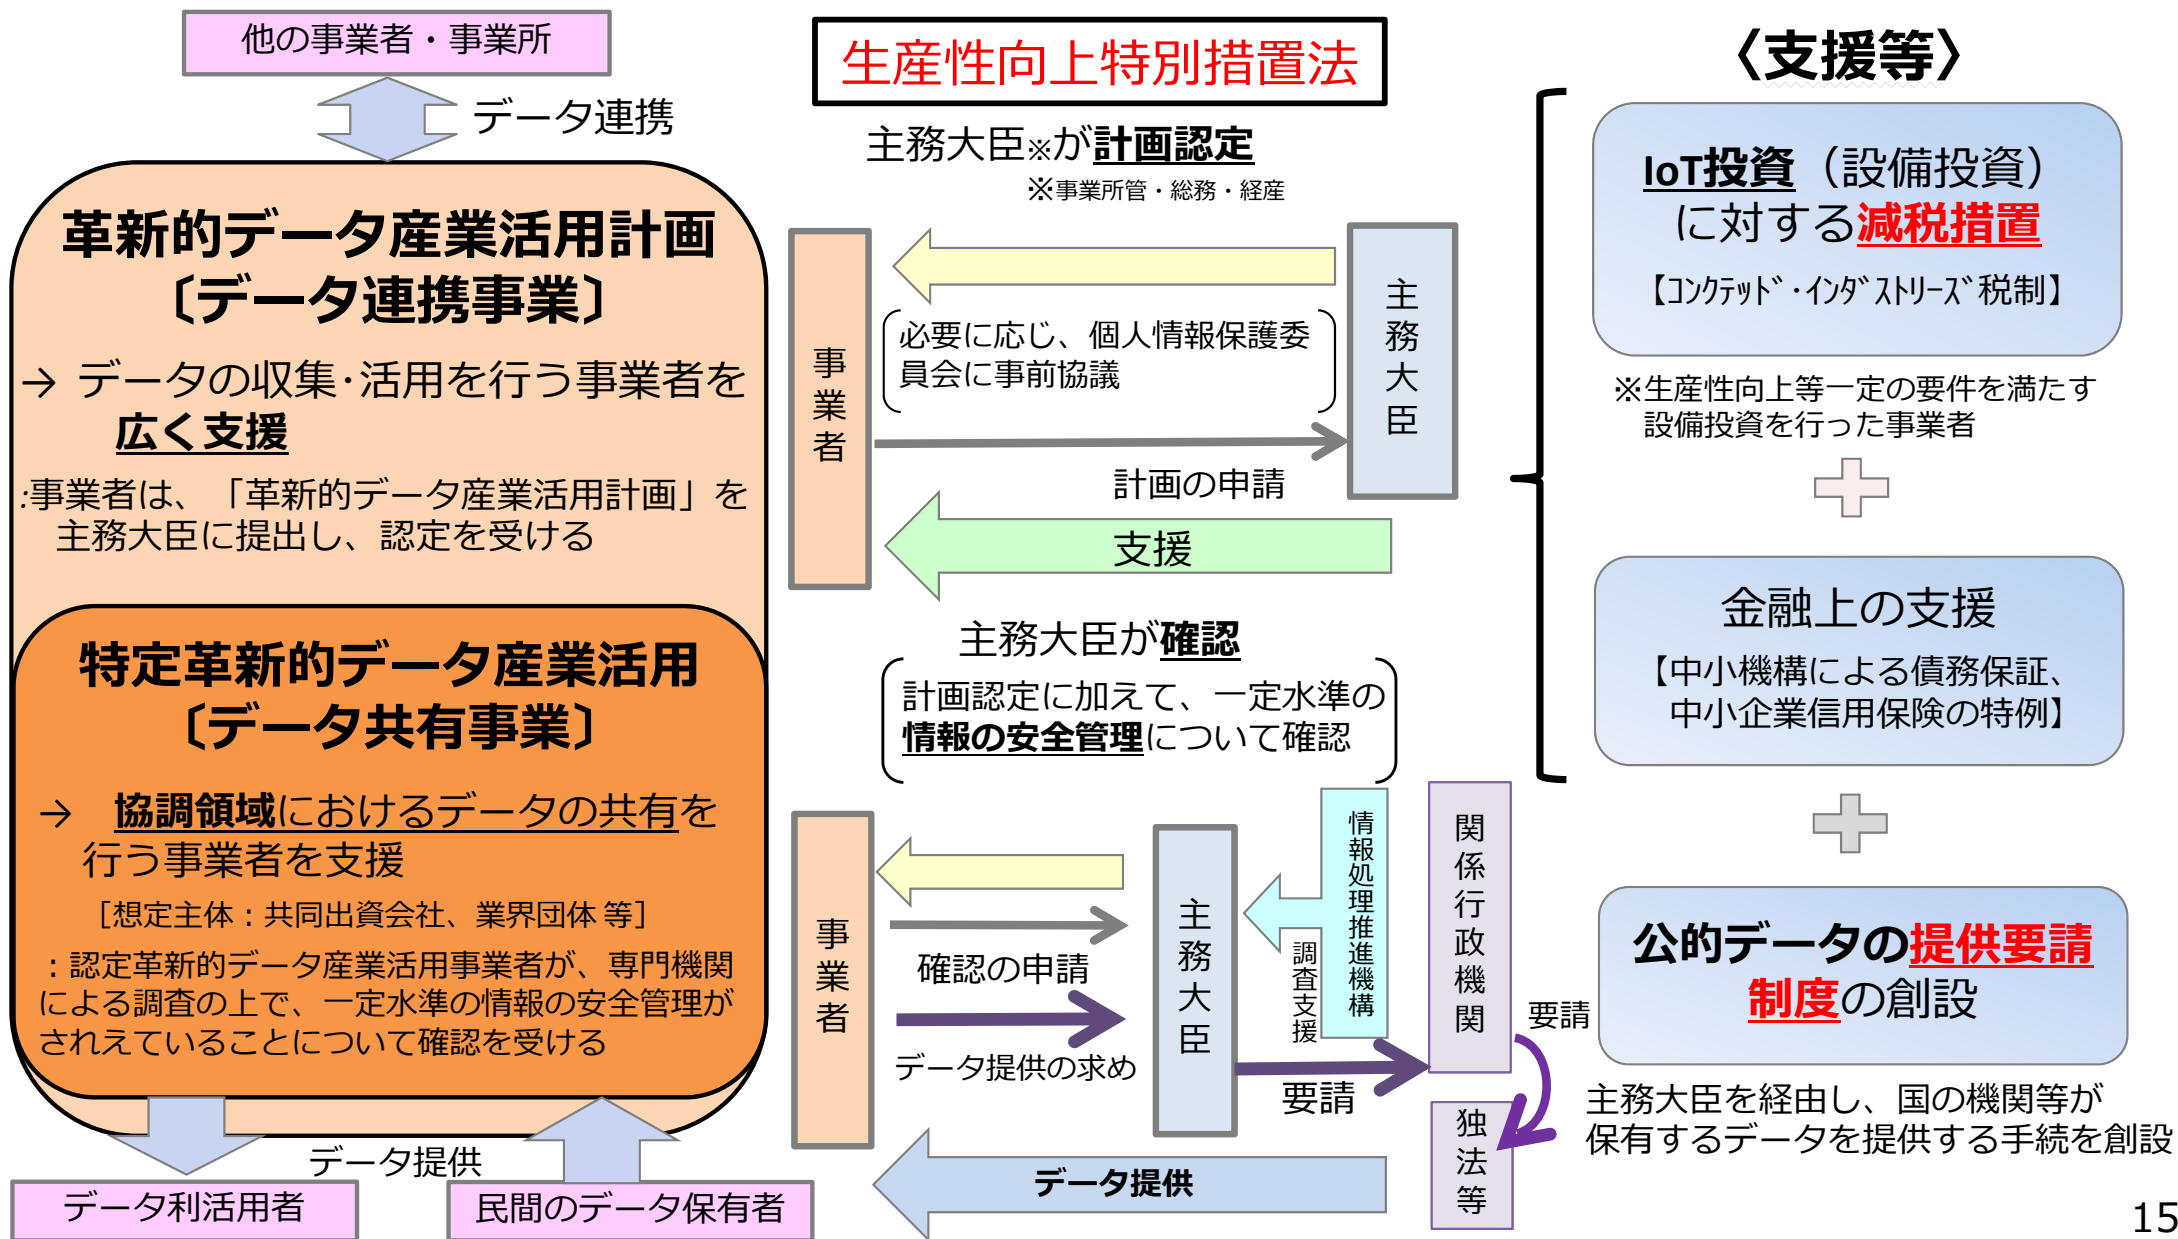 他の事業者・事業所
データ連携
革新的データ産業活用計画
〔データ連携事業〕
→ データの収集・活用を行う事業者を
広く支援
:事業者は、「革新的データ産業活用計画」を
主務大臣に提出し、認定を受ける
特定革新的データ産業活用
〔データ共有事業〕
→ 協調領域におけるデータの共有を
行う事業者を支援
［想定主体：共同出資会社、業界団体 等］
：認定革新的データ産業活用事業者が、専門機関
による調査の上で、一定水準の情報の安全管理が
されえていることについて確認を受ける
データ提供
データ利活用者
民間のデータ保有者
生産性向上特別措置法
主務大臣※が計画認定
※事業所管・総務・経産
事業者
主務大臣
必要に応じ、個人情報保護委
員会に事前協議
計画の申請
支援
主務大臣が確認
計画認定に加えて、一定水準の
情報の安全管理について確認
事業者
確認の申請
データ提供の求め
主務大臣
情報処理推進機構
調査支援
関係行政機関
要請
要請
独法等
データ提供
〈支援等〉
IoT投資（設備投資）
に対する減税措置
【ｺﾝｸﾃｯﾄﾞ・ｲﾝﾀﾞｽﾄﾘｰｽﾞ税制】
※生産性向上等一定の要件を満たす
設備投資を行った事業者
金融上の支援
【中小機構による債務保証、
中小企業信用保険の特例】
公的データの提供要請
制度の創設
主務大臣を経由し、国の機関等が
保有するデータを提供する手続を創設
15